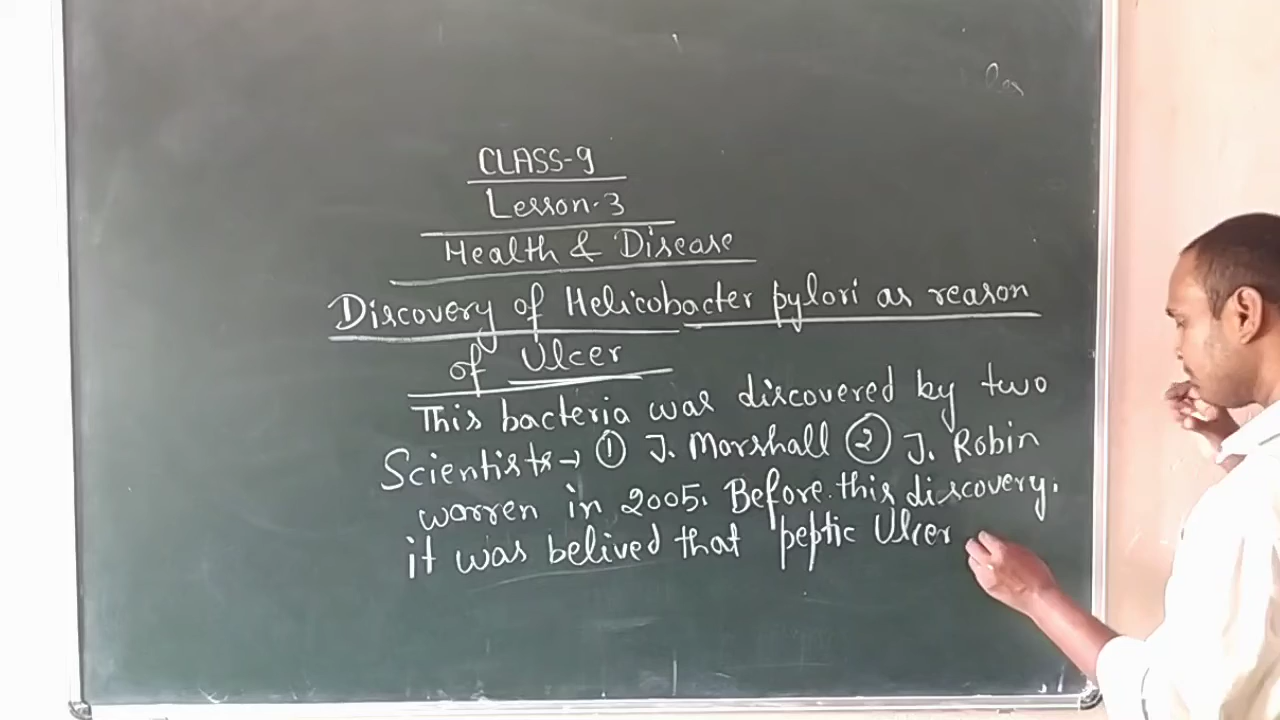 CLASS-9
Lesson-3
Health & Disease
Discovery of Helicobacter pylori as reason
of Ulcer
This bacteria was discovered by two
Scientists → ① J. Marshall ② J. Robin
warren in 2005. Before this discovery.
it was belived that peptic Ulcer